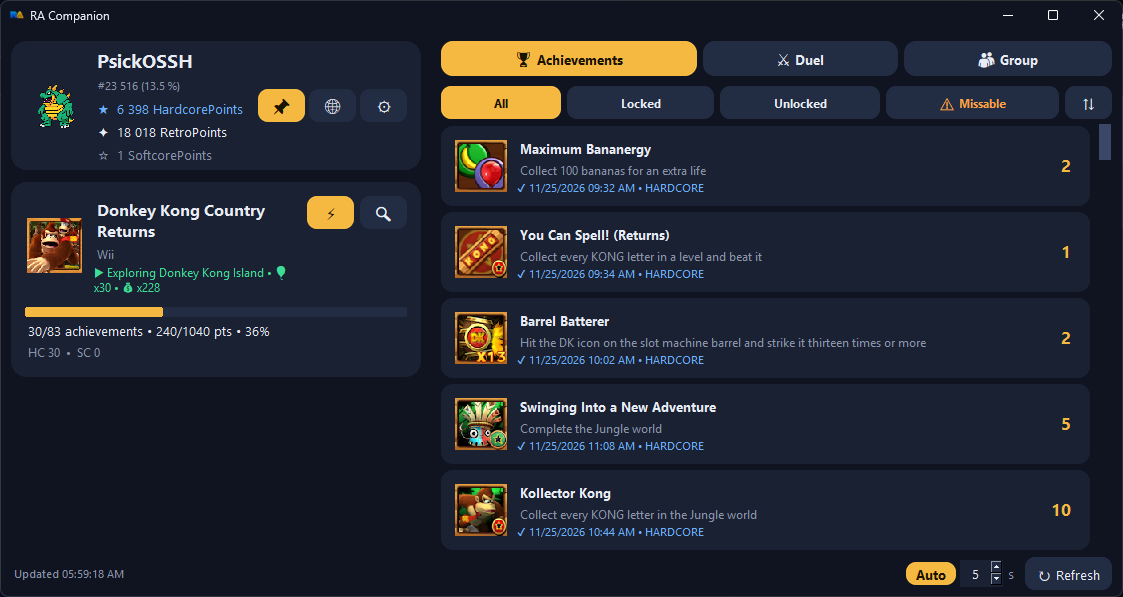 RA Companion
PsickOSSH
#23 516 (13.5 %)
★ 6 398 HardcorePoints
✦ 18 018 RetroPoints
☆ 1 SoftcorePoints
Donkey Kong Country
Returns
Wii
▶ Exploring Donkey Kong Island • 🎈
x30 • 💰 x228
30/83 achievements • 240/1040 pts • 36%
HC 30 • SC 0
Updated 05:59:18 AM
🏆 Achievements
⚔ Duel
👥 Group
All
Locked
Unlocked
⚠ Missable
Maximum Bananergy
Collect 100 bananas for an extra life
✓ 11/25/2026 09:32 AM • HARDCORE
2
KONG
You Can Spell! (Returns)
Collect every KONG letter in a level and beat it
✓ 11/25/2026 09:34 AM • HARDCORE
1
DK
X13
Barrel Batterer
Hit the DK icon on the slot machine barrel and strike it thirteen times or more
✓ 11/25/2026 10:02 AM • HARDCORE
2
Swinging Into a New Adventure
Complete the Jungle world
✓ 11/25/2026 11:08 AM • HARDCORE
5
Kollector Kong
Collect every KONG letter in the Jungle world
✓ 11/25/2026 10:44 AM • HARDCORE
10
Auto
5
s
↻ Refresh